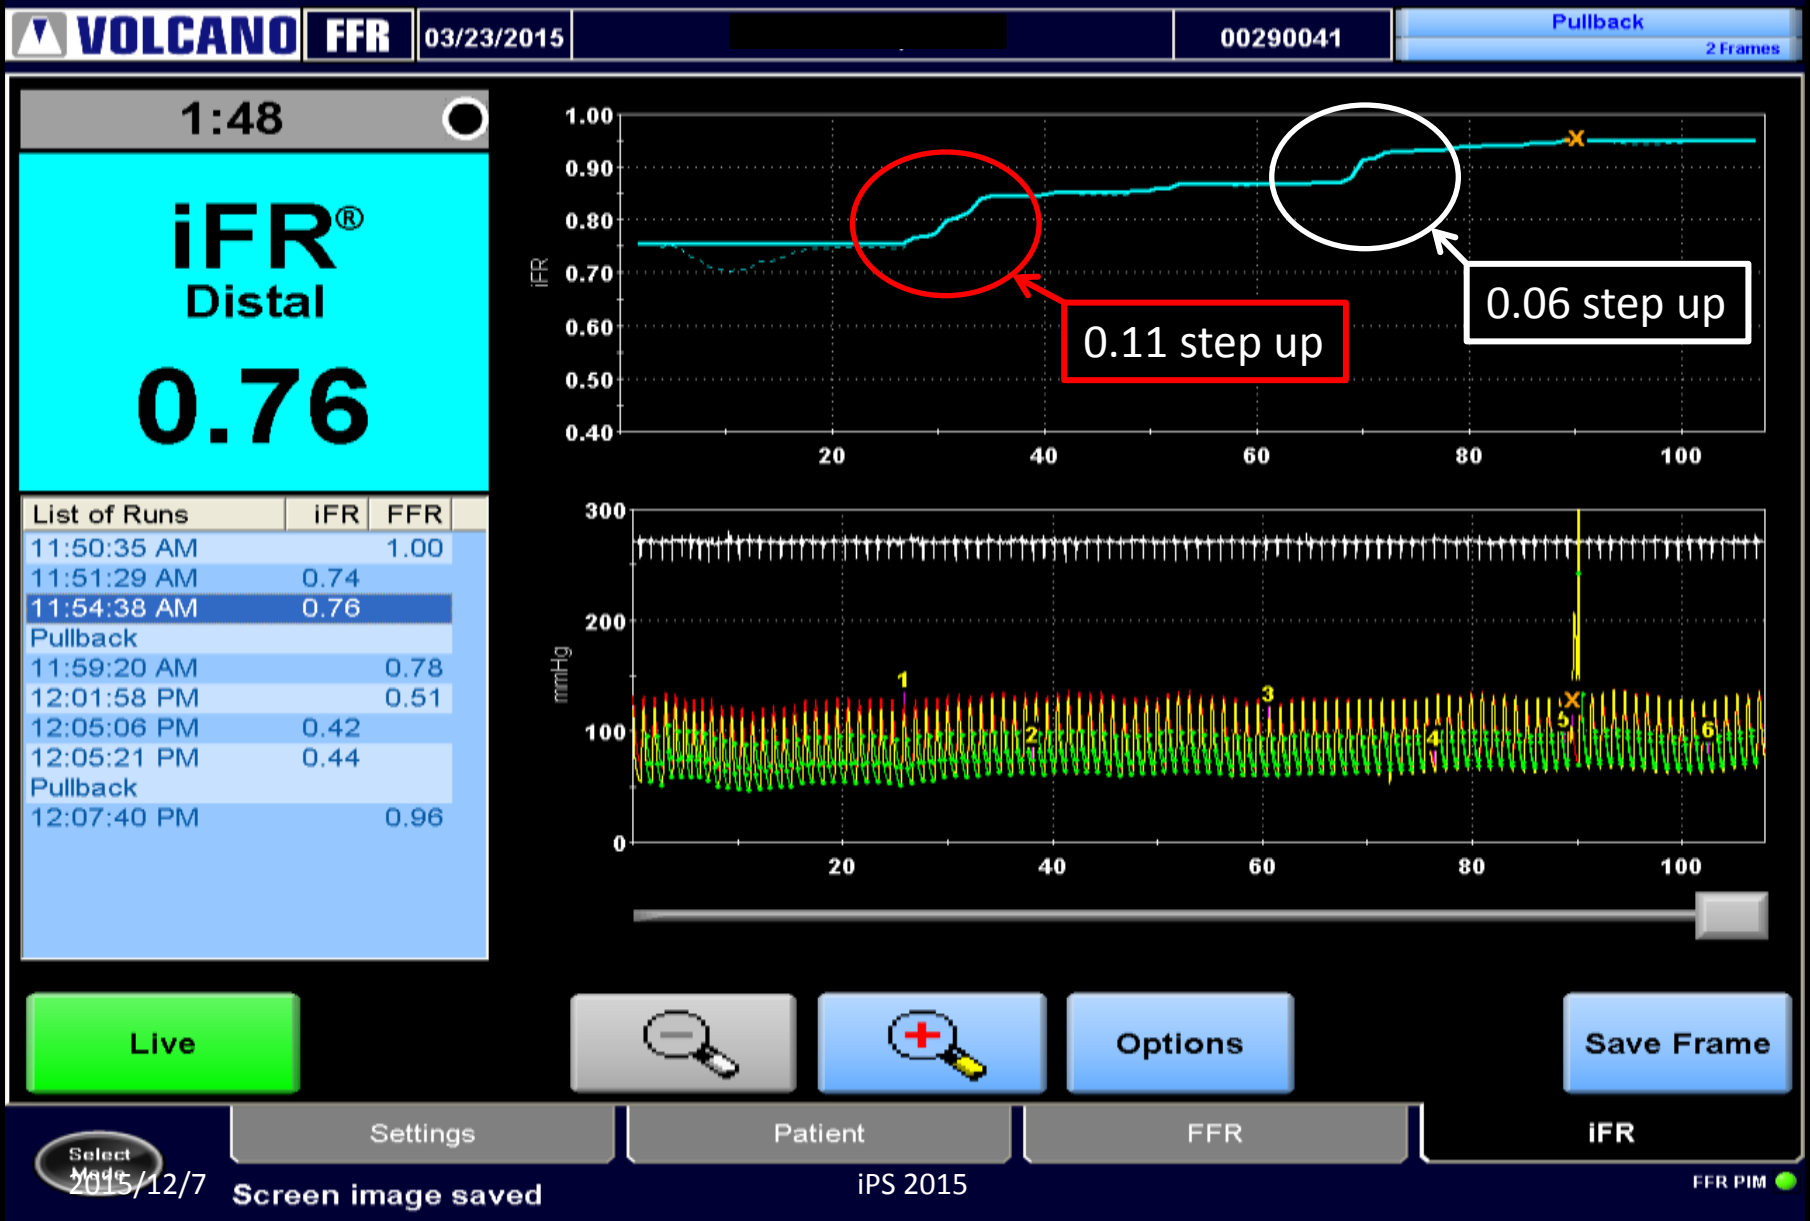 VOLCANO FFR 03/23/2015 00290041 Pullback
2 Frames
1:48
iFR®
Distal
0.76
List of Runs iFR FFR
11:50:35 AM 1.00
11:51:29 AM 0.74
11:54:38 AM 0.76
Pullback
11:59:20 AM 0.78
12:01:58 PM 0.51
12:05:06 PM 0.42
12:05:21 PM 0.44
Pullback
12:07:40 PM 0.96
iFR
1.00
0.90
0.80
0.70
0.60
0.50
0.40
20 40 60 80 100
X
0.11 step up
0.06 step up
mmHg
300
200
100
0
1 2 3 4 5 X 6
20 40 60 80 100
Live
Options
Save Frame
Select
Mode
Settings
Patient
FFR
iFR
2015/12/7
Screen image saved
iPS 2015
FFR PIM